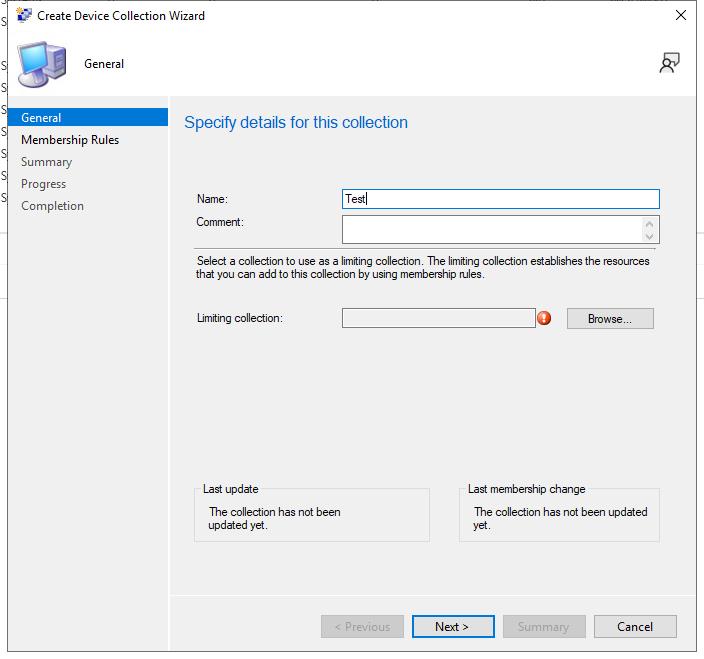 Create Device Collection Wizard
General
General
Membership Rules
Summary
Progress
Completion
Specify details for this collection
Name:
Test
Comment:
Select a collection to use as a limiting collection. The limiting collection establishes the resources
that you can add to this collection by using membership rules.
Limiting collection:
Browse...
Last update
The collection has not been
updated yet.
Last membership change
The collection has not been updated
yet.
< Previous
Next >
Summary
Cancel